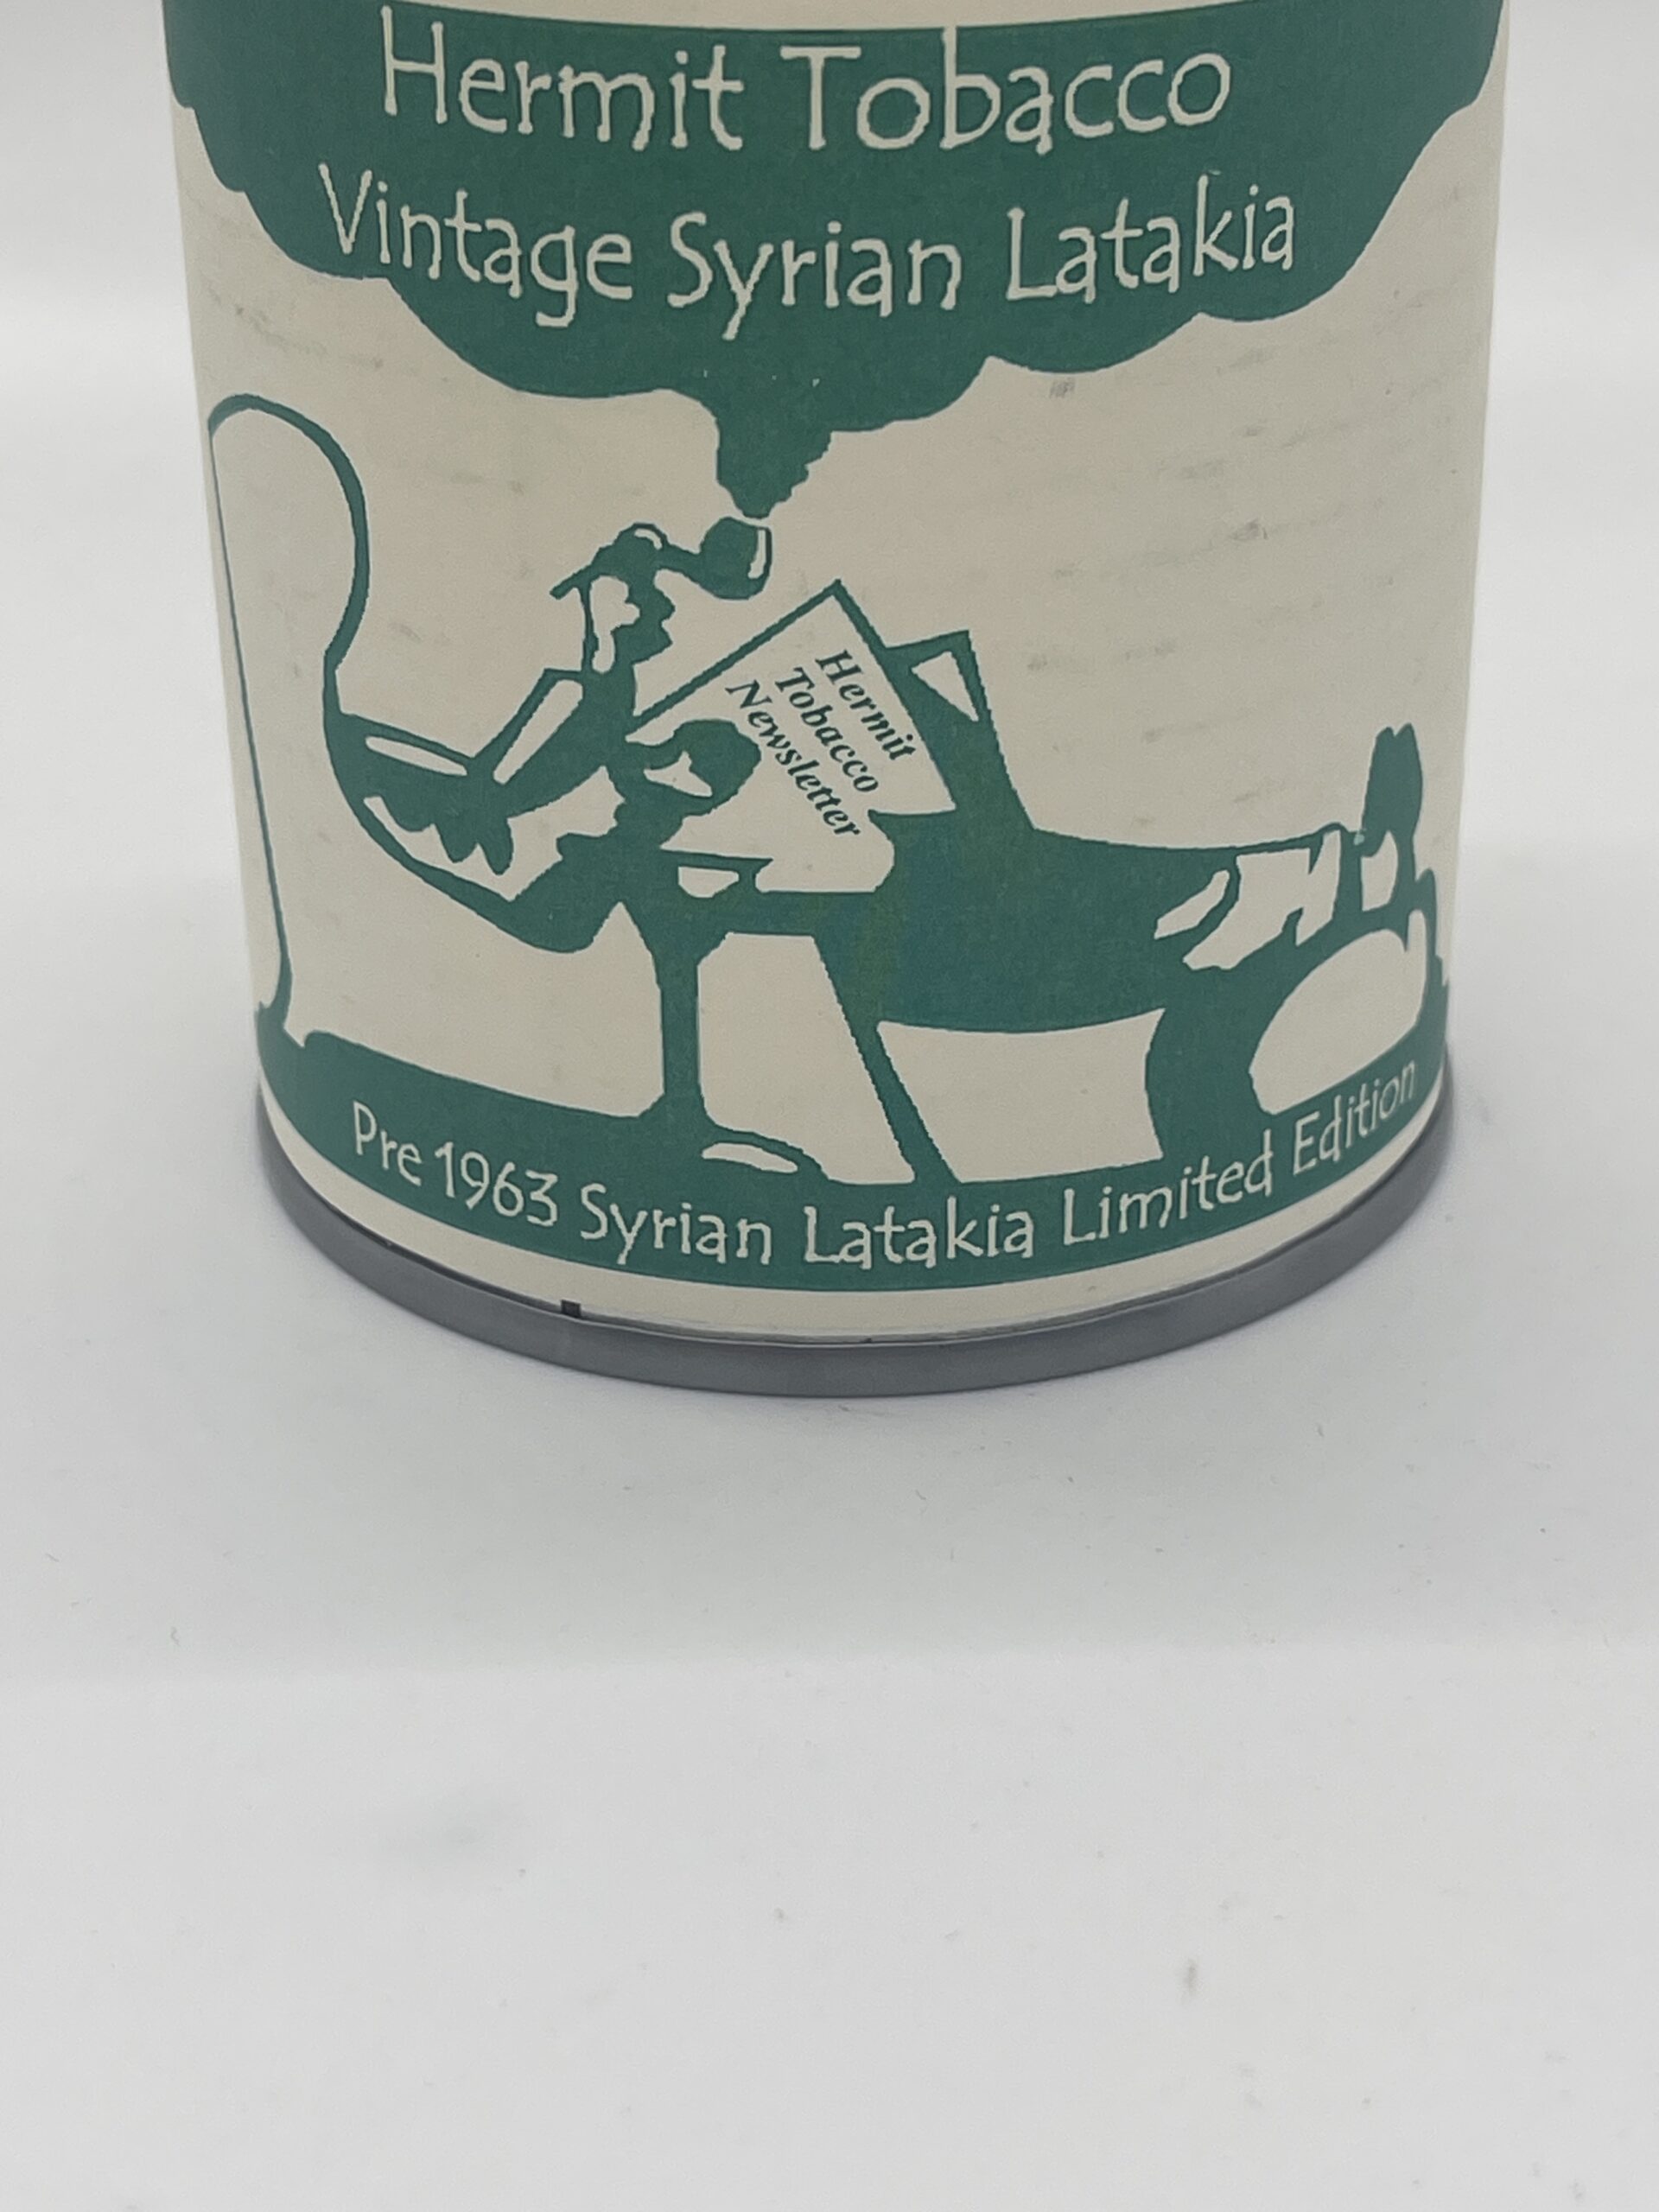 Hermit Tobacco
Vintage Syrian Latakia
Hermit
Tobacco
Newsletter
Pre 1963 Syrian Latakia Limited Edition